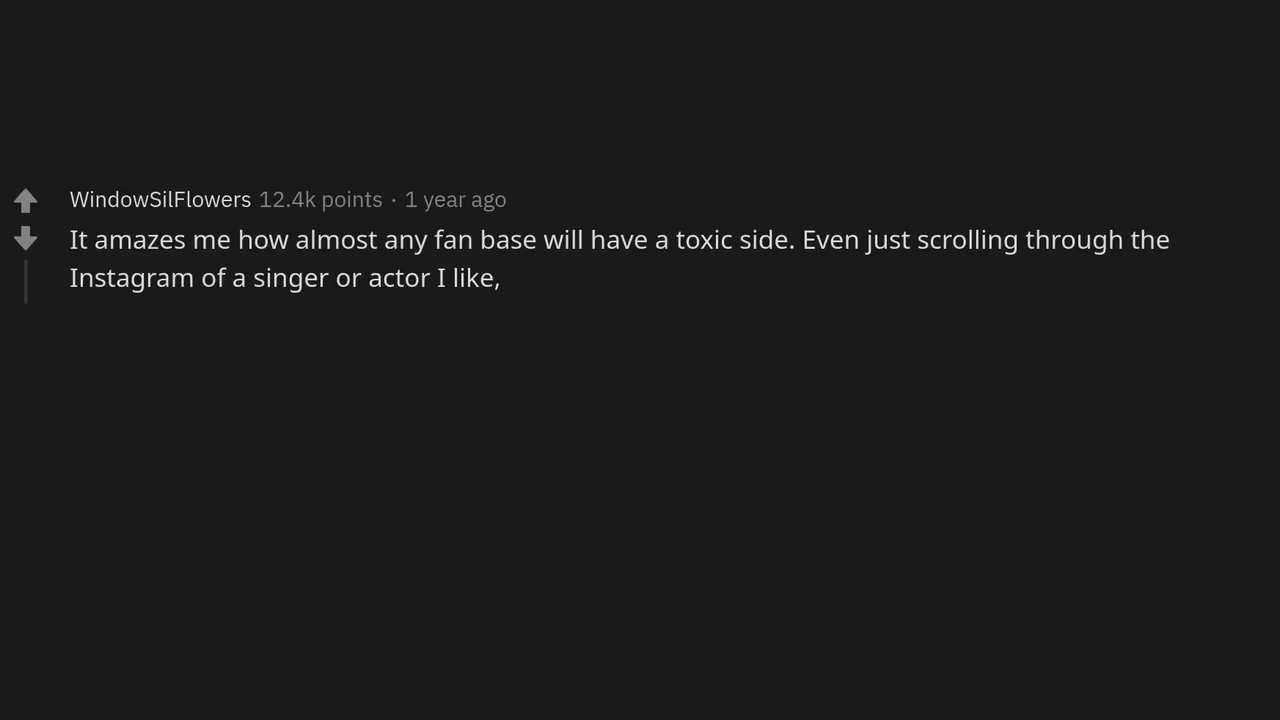 WindowSilFlowers 12.4k points · 1 year ago
It amazes me how almost any fan base will have a toxic side. Even just scrolling through the
Instagram of a singer or actor I like,